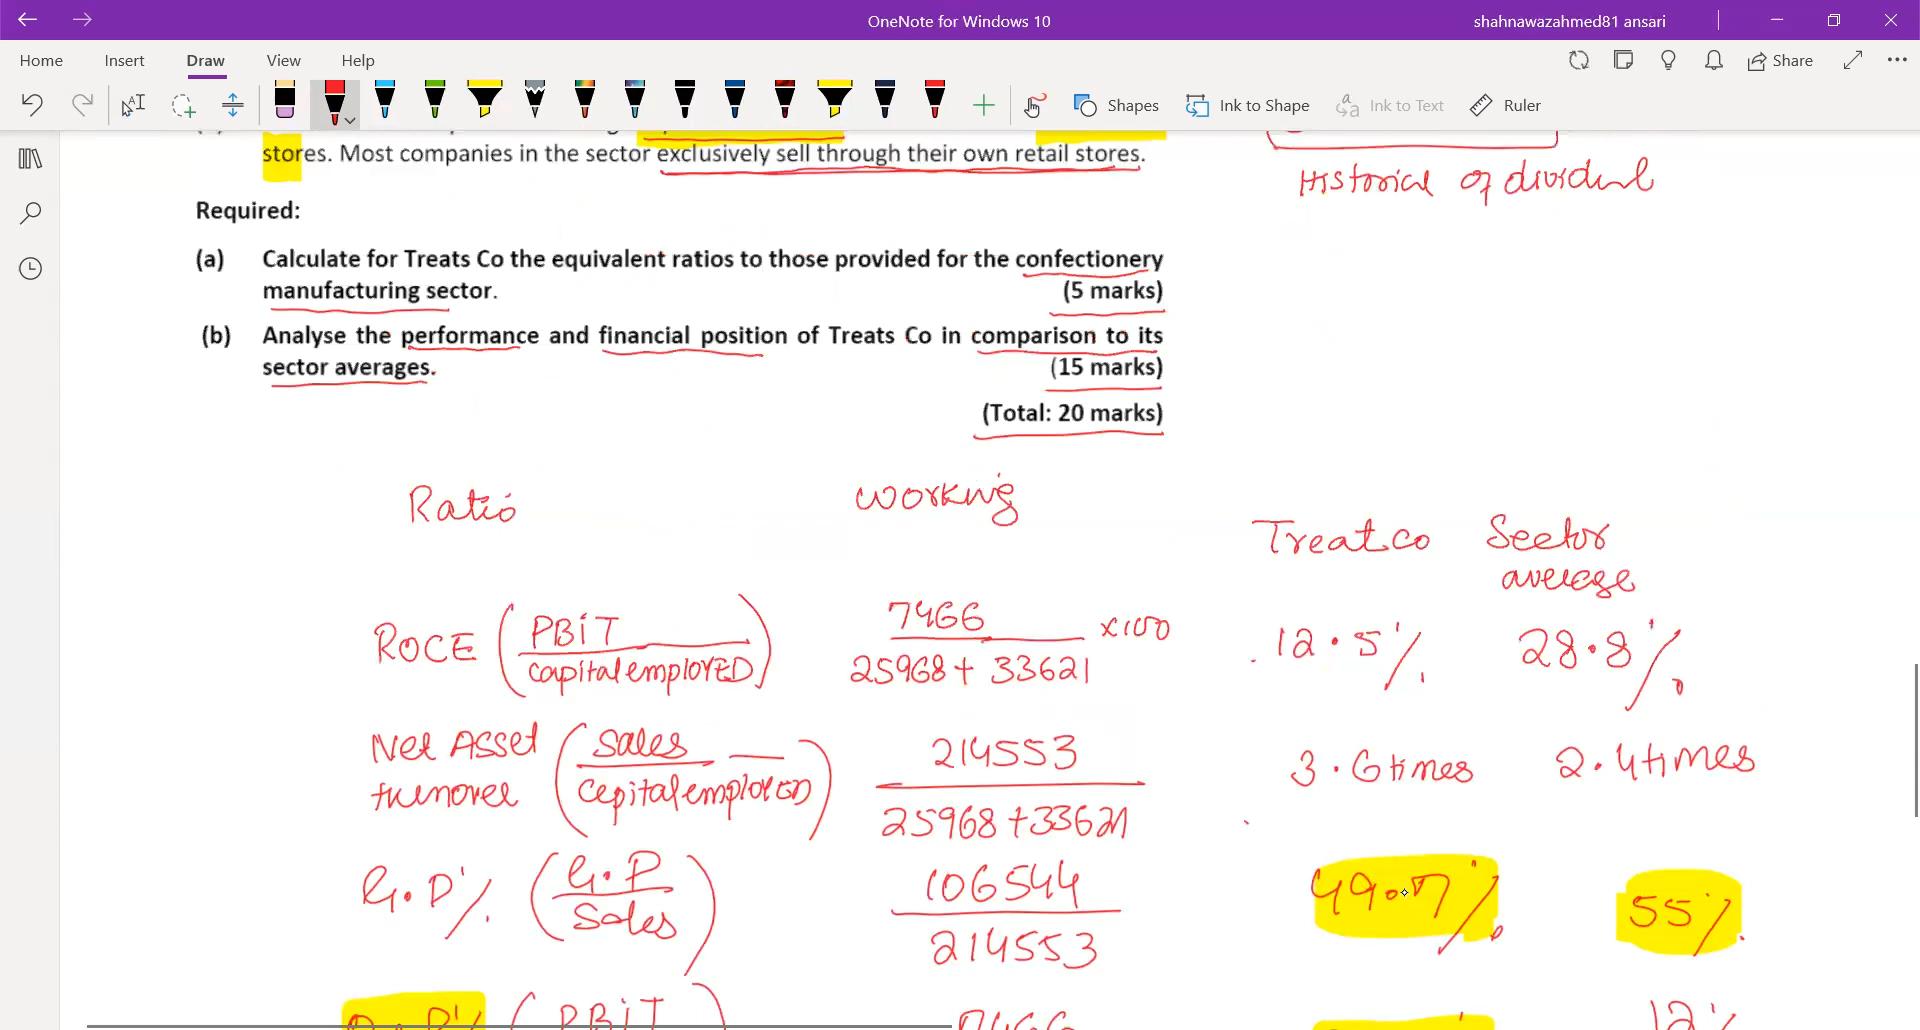 OneNote for Windows 10
shahnawazahmed81 ansari
Home Insert Draw View Help
Share
Shapes
Ink to Shape
Ink to Text
Ruler
stores. Most companies in the sector exclusively sell through their own retail stores.
Historical of dividend
Required:
(a) Calculate for Treats Co the equivalent ratios to those provided for the confectionery
manufacturing sector. (5 marks)
(b) Analyse the performance and financial position of Treats Co in comparison to its
sector averages. (15 marks)
(Total: 20 marks)
Ratio Working
Treatco Sector
average
ROCE (PBIT
capital employED)
7466 x100
25968 + 33621
12.5% 28.8%
Net Asset
turnover
(Sales
capital employED)
214553
25968 + 33621
3.6 times 2.4 times
G.P% (G.P
Sales)
106544
214553
49.7% 55%
PBIT
7466
12%